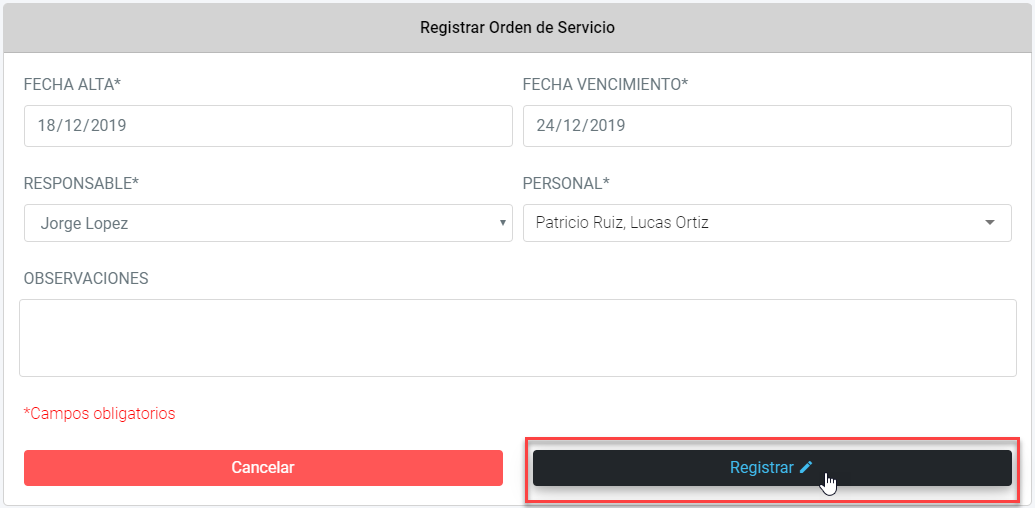 Registrar Orden de Servicio
FECHA ALTA*
FECHA VENCIMIENTO*
18/12/2019
24/12/2019
RESPONSABLE*
PERSONAL*
Jorge Lopez
Patricio Ruiz, Lucas Ortiz
OBSERVACIONES
*Campos obligatorios
Cancelar
Registrar